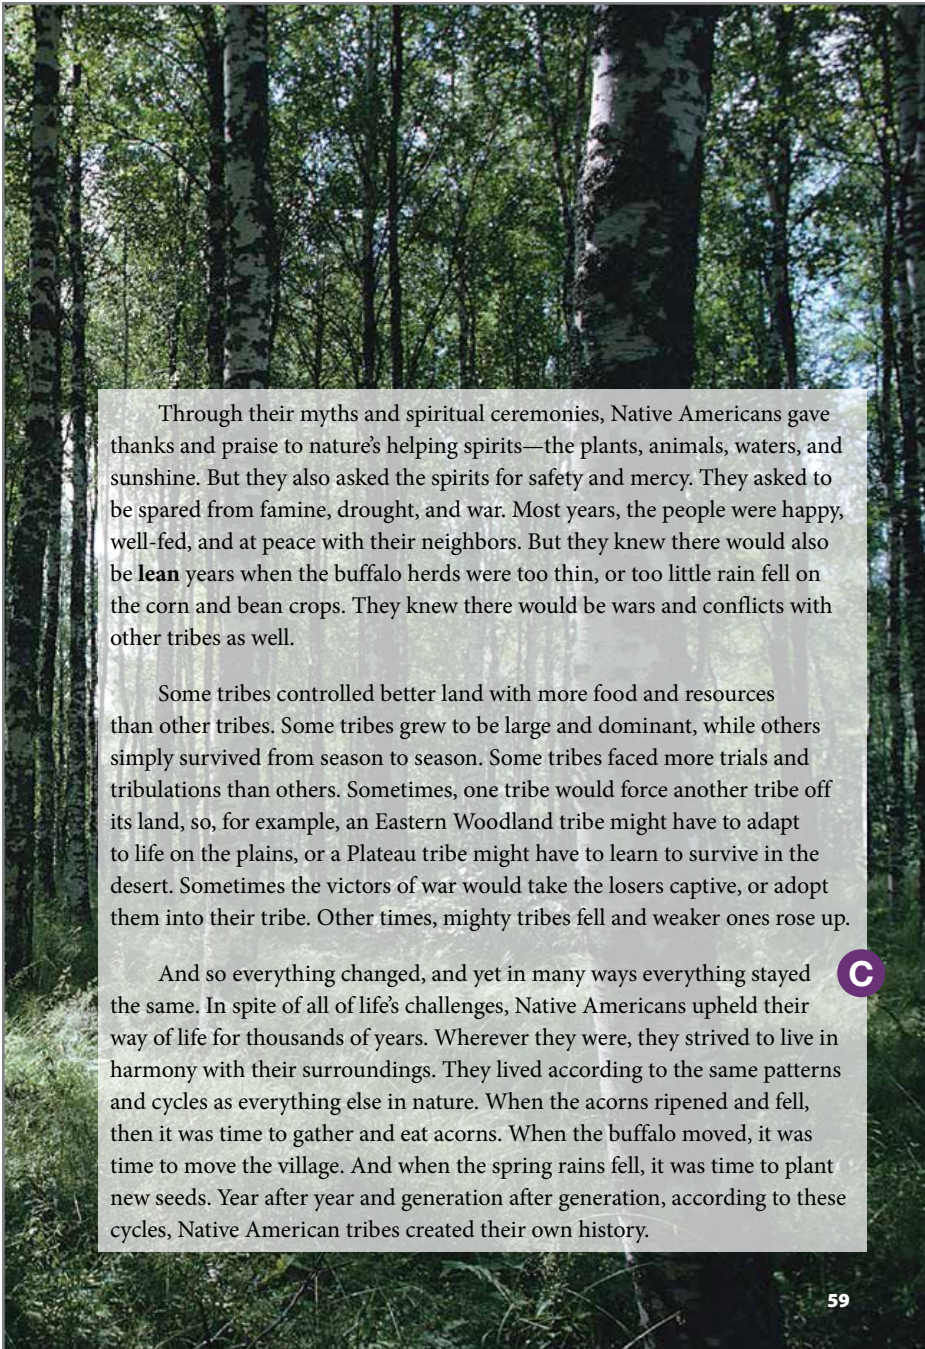 Through their myths and spiritual ceremonies, Native Americans gave
thanks and praise to nature’s helping spirits—the plants, animals, waters, and
sunshine. But they also asked the spirits for safety and mercy. They asked to
be spared from famine, drought, and war. Most years, the people were happy,
well-fed, and at peace with their neighbors. But they knew there would also
be lean years when the buffalo herds were too thin, or too little rain fell on
the corn and bean crops. They knew there would be wars and conflicts with
other tribes as well.
Some tribes controlled better land with more food and resources
than other tribes. Some tribes grew to be large and dominant, while others
simply survived from season to season. Some tribes faced more trials and
tribulations than others. Sometimes, one tribe would force another tribe off
its land, so, for example, an Eastern Woodland tribe might have to adapt
to life on the plains, or a Plateau tribe might have to learn to survive in the
desert. Sometimes the victors of war would take the losers captive, or adopt
them into their tribe. Other times, mighty tribes fell and weaker ones rose up.
And so everything changed, and yet in many ways everything stayed
C
the same. In spite of all of life’s challenges, Native Americans upheld their
way of life for thousands of years. Wherever they were, they strived to live in
harmony with their surroundings. They lived according to the same patterns
and cycles as everything else in nature. When the acorns ripened and fell,
then it was time to gather and eat acorns. When the buffalo moved, it was
time to move the village. And when the spring rains fell, it was time to plant
new seeds. Year after year and generation after generation, according to these
cycles, Native American tribes created their own history.
59